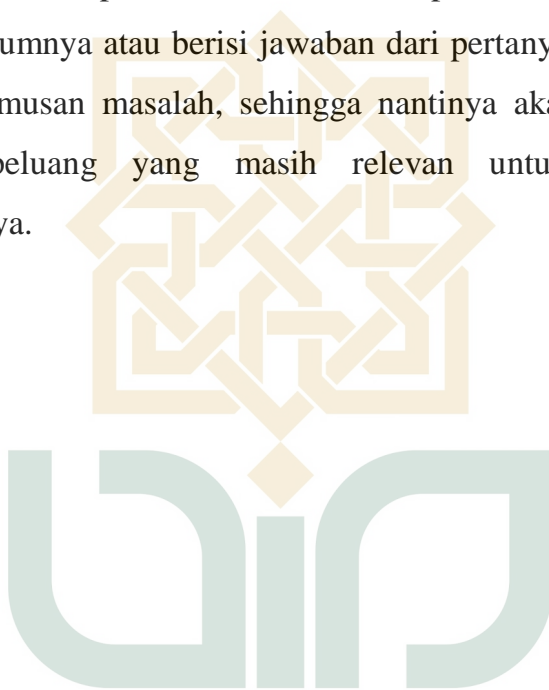 umnya atau berisi jawaban dari pertany
musan masalah, sehingga nantinya aka
peluang yang masih relevan untu
ya.